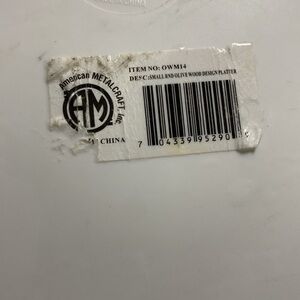 ITEM NO: OWM14
DESC:SMALL RND OLIVE WOOD DESIGN PLATTER
American METALCRAFT, Inc.
AM
CHINA
7 04339 95290